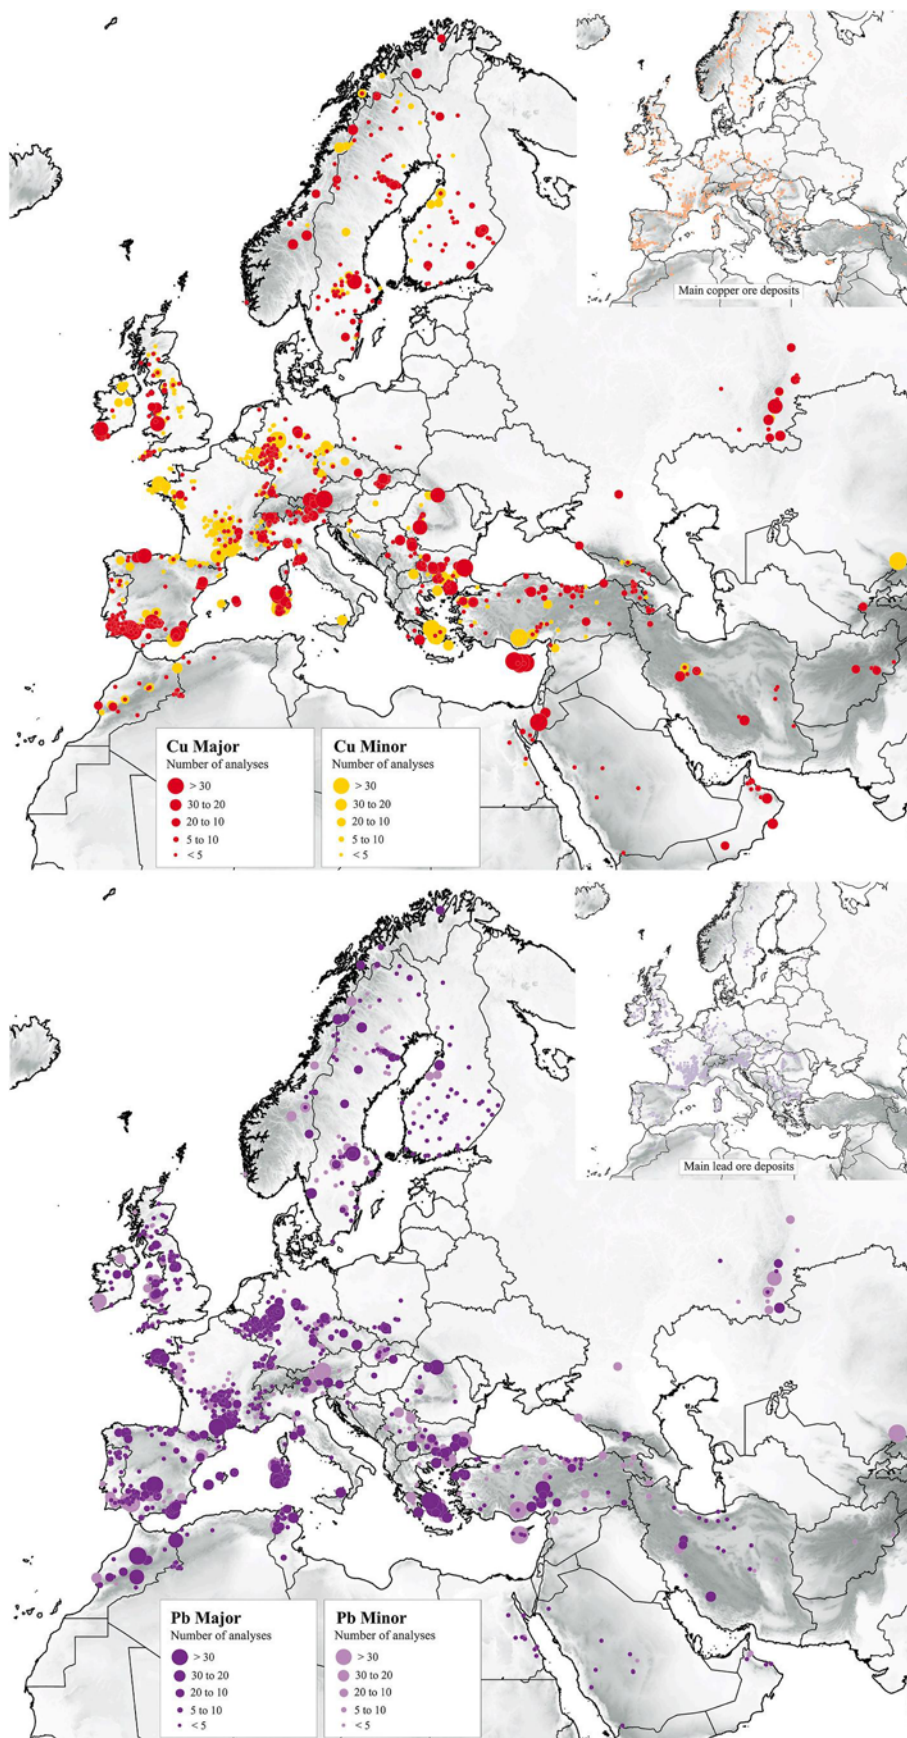 Main copper ore deposits
Cu Major
Number of analyses
> 30
30 to 20
20 to 10
5 to 10
< 5
Cu Minor
Number of analyses
> 30
30 to 20
20 to 10
5 to 10
< 5
Main lead ore deposits
Pb Major
Number of analyses
> 30
30 to 20
20 to 10
5 to 10
< 5
Pb Minor
Number of analyses
> 30
30 to 20
20 to 10
5 to 10
< 5